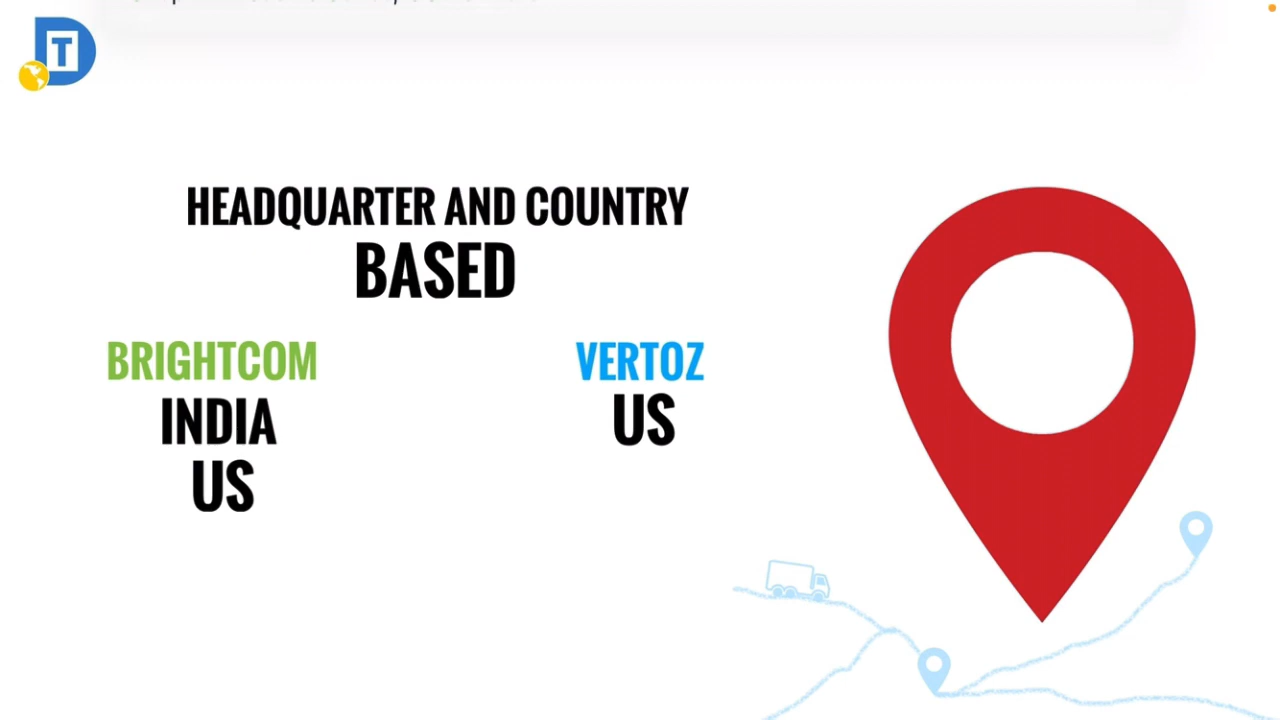 T
HEADQUARTER AND COUNTRY
BASED
BRIGHTCOM
VERTOZ
INDIA
US
US